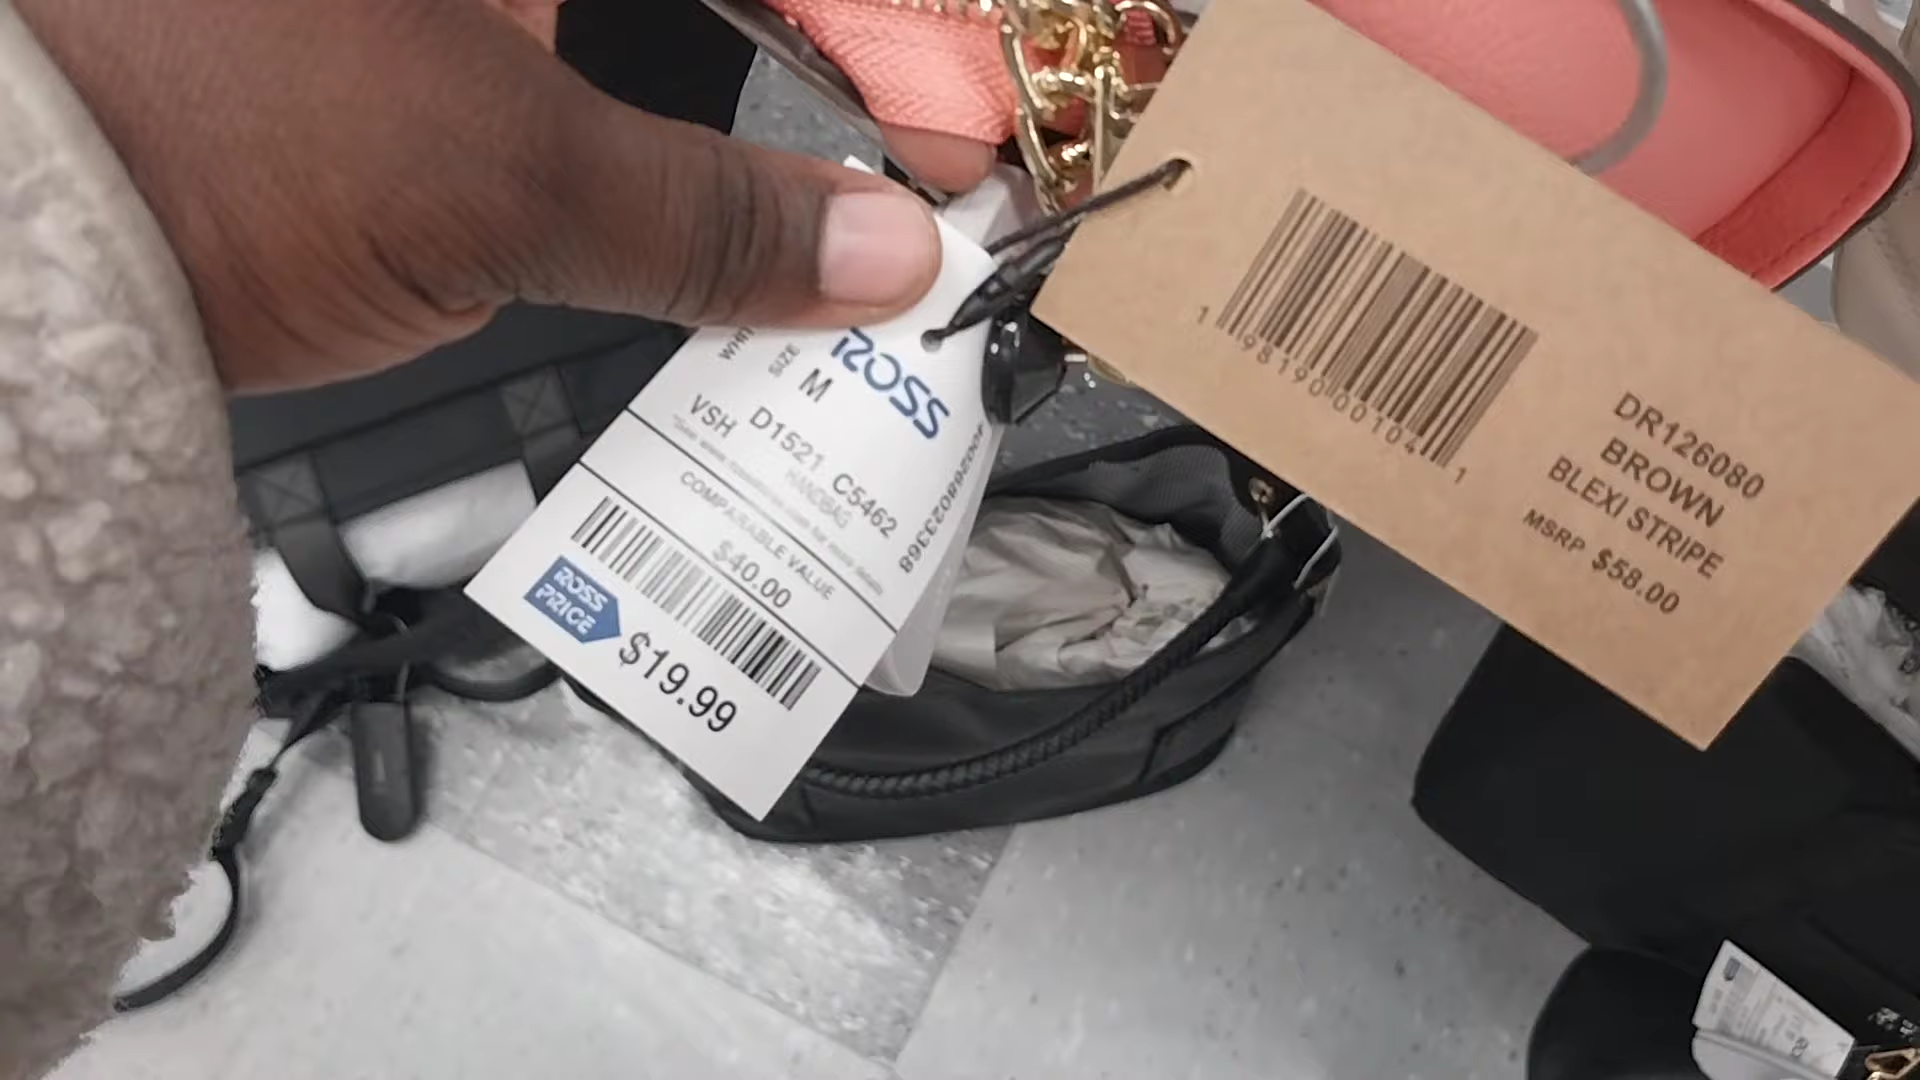 ROSS
SIZE
M
D1521 C5462
VSH
HANDBAG
COMPARABLE VALUE
$40.00
ROSS
PRICE
$19.99
1 98190 00104 1
DR126080
BROWN
BLEXI STRIPE
MSRP $58.00